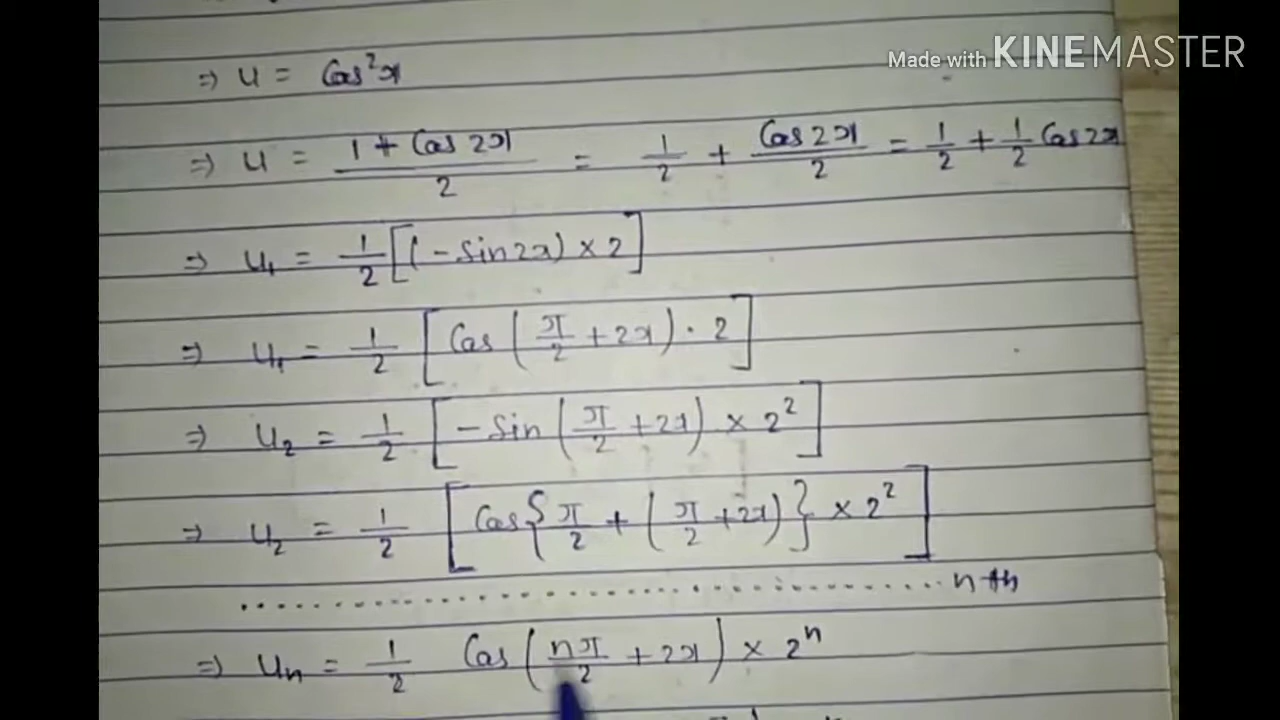 Made with KINEMASTER
⇒ u = Cos²x
⇒ u = (1 + Cos 2x)/2 = 1/2 + (Cos 2x)/2 = 1/2 + 1/2 Cos 2x
⇒ u₁ = 1/2 [(-Sin 2x) × 2]
⇒ u₁ = 1/2 [Cos (π/2 + 2x) · 2]
⇒ u₂ = 1/2 [-Sin (π/2 + 2x) × 2²]
⇒ u₂ = 1/2 [Cos {π/2 + (π/2 + 2x)} × 2²]
........................................ nth
⇒ uₙ = 1/2 Cos (nπ/2 + 2x) × 2ⁿ